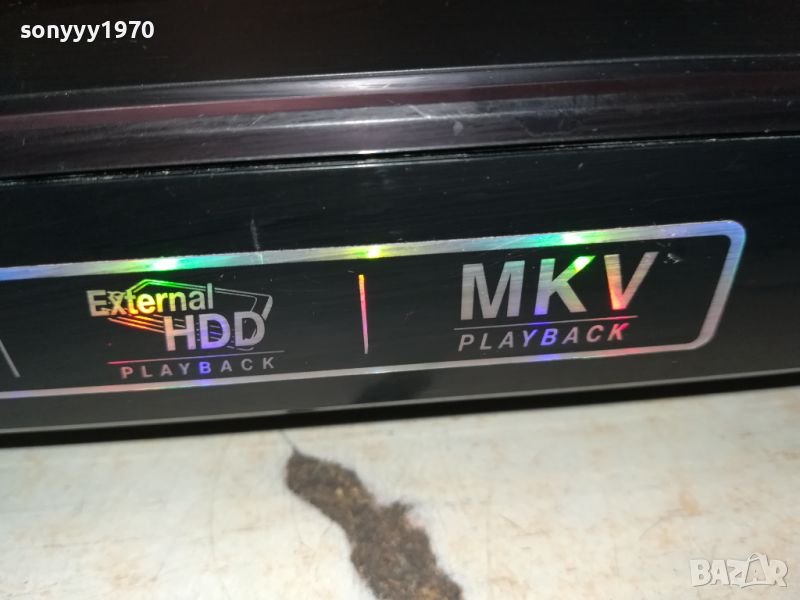 sonyyy1970
External
HDD
PLAYBACK
MKV
PLAYBACK
BAZAR